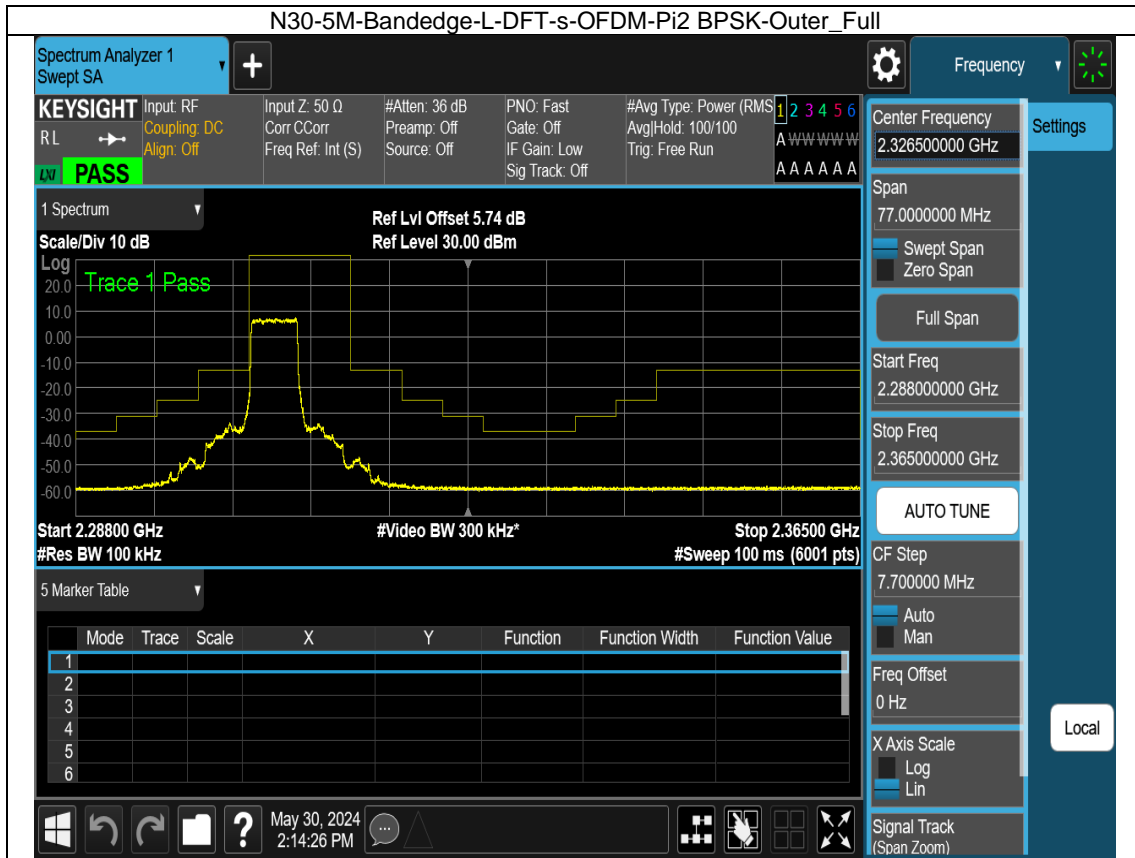 N30-5M-Bandedge-L-DFT-s-OFDM-Pi2 BPSK-Outer_Full
Spectrum Analyzer 1
Swept SA
Frequency
KEYSIGHT Input: RF Input Z: 50 Ω #Atten: 36 dB PNO: Fast #Avg Type: Power (RMS 1 2 3 4 5 6
RL Coupling: DC Corr CCorr Preamp: Off Gate: Off Avg|Hold: 100/100 A W W W W W
Align: Off Freq Ref: Int (S) Source: Off IF Gain: Low Trig: Free Run
LXI PASS Sig Track: Off A A A A A A
1 Spectrum
Ref Lvl Offset 5.74 dB
Scale/Div 10 dB Ref Level 30.00 dBm
Log
Trace 1 Pass
20.0
10.0
0.00
-10.0
-20.0
-30.0
-40.0
-50.0
-60.0
Start 2.28800 GHz #Video BW 300 kHz* Stop 2.36500 GHz
#Res BW 100 kHz #Sweep 100 ms (6001 pts)
5 Marker Table
Mode Trace Scale X Y Function Function Width Function Value
1
2
3
4
5
6
May 30, 2024
2:14:26 PM
Center Frequency
2.326500000 GHz
Settings
Span
77.0000000 MHz
Swept Span
Zero Span
Full Span
Start Freq
2.288000000 GHz
Stop Freq
2.365000000 GHz
AUTO TUNE
CF Step
7.700000 MHz
Auto
Man
Freq Offset
0 Hz
Local
X Axis Scale
Log
Lin
Signal Track
(Span Zoom)